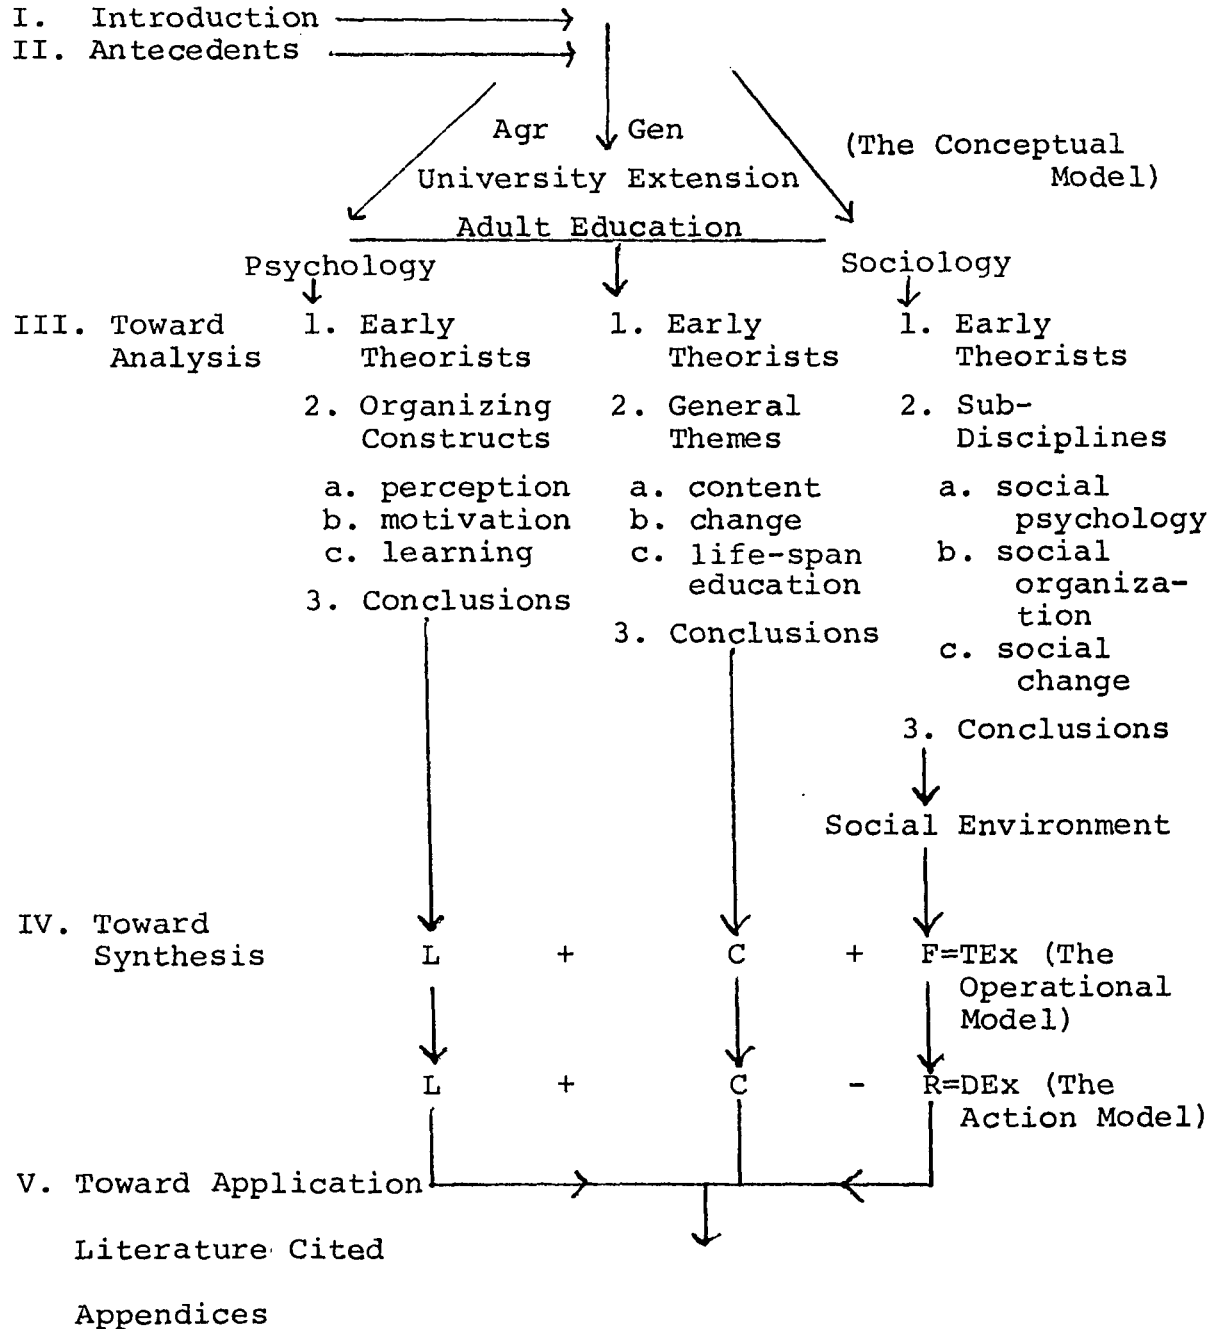 I. Introduction
II. Antecedents
Agr Gen
(The Conceptual
Model)
University Extension
Adult Education
Psychology Sociology
III. Toward 1. Early 1. Early 1. Early
Analysis Theorists Theorists Theorists
2. Organizing 2. General 2. Sub-
Constructs Themes Disciplines
a. perception a. content a. social
b. motivation b. change psychology
c. learning c. life-span b. social
education organiza-
3. Conclusions tion
3. Conclusions c. social
change
3. Conclusions
Social Environment
IV. Toward
Synthesis L + C + F=TEx (The
Operational
Model)
L + C - R=DEx (The
Action Model)
V. Toward Application
Literature Cited
Appendices